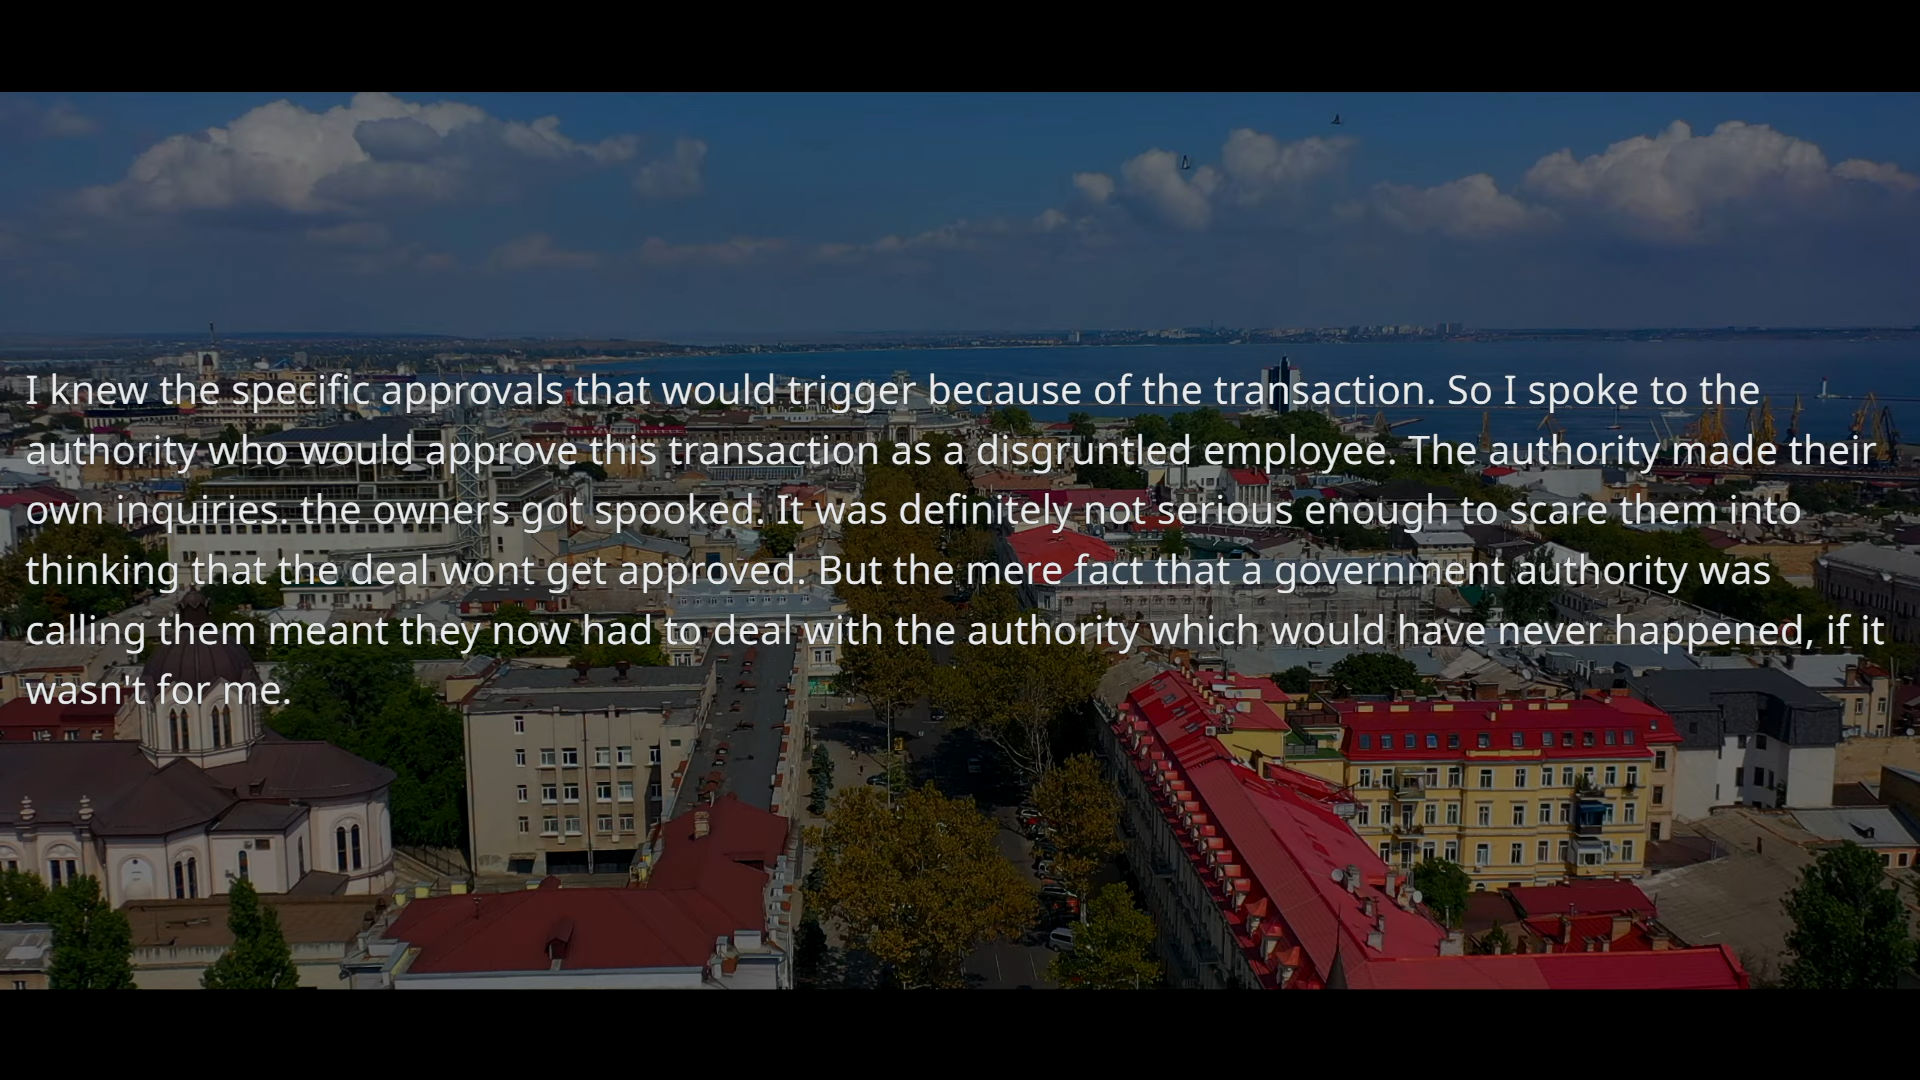 I knew the specific approvals that would trigger because of the transaction. So I spoke to the
authority who would approve this transaction as a disgruntled employee. The authority made their
own inquiries. the owners got spooked. It was definitely not serious enough to scare them into
thinking that the deal wont get approved. But the mere fact that a government authority was
calling them meant they now had to deal with the authority which would have never happened, if it
wasn't for me.